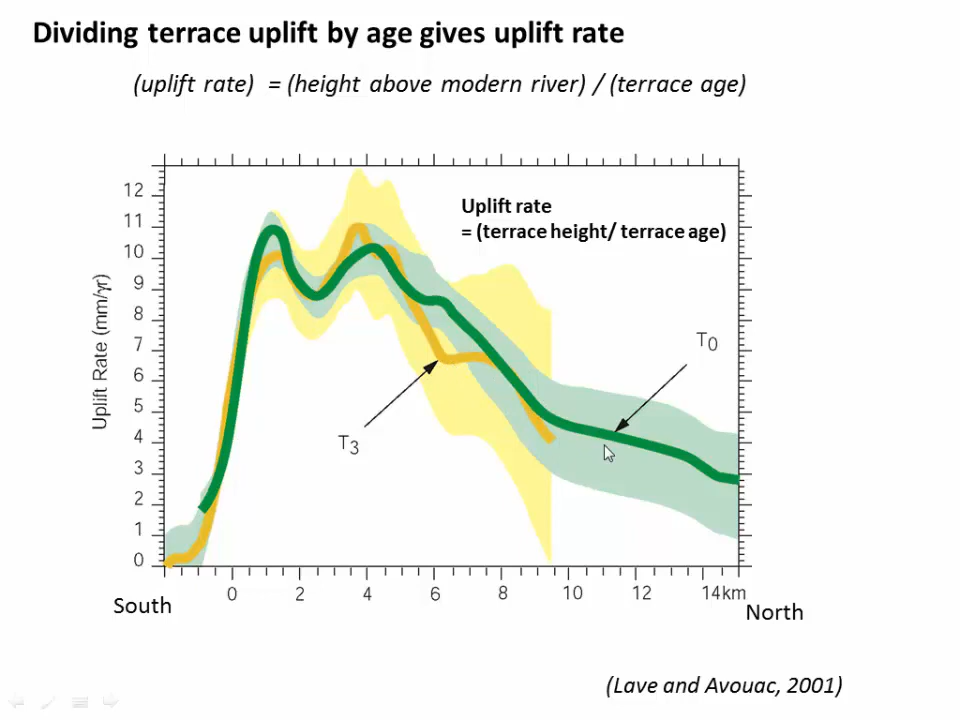 Dividing terrace uplift by age gives uplift rate
(uplift rate) = (height above modern river) / (terrace age)
Uplift rate
= (terrace height/ terrace age)
Uplift Rate (mm/yr)
12
11
10
9
8
7
6
5
4
3
2
1
0
T0
T3
0 2 4 6 8 10 12 14km
South
North
(Lave and Avouac, 2001)